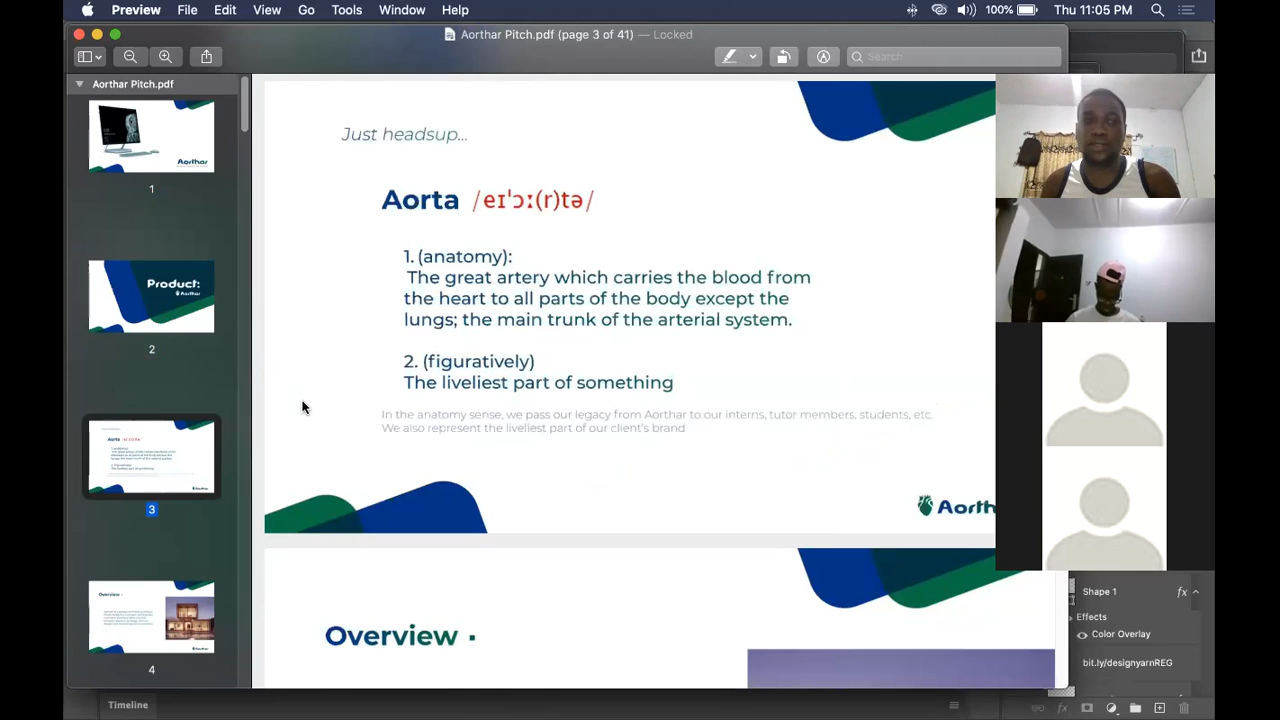 Preview File Edit View Go Tools Window Help 100% Thu 11:05 PM
Aorthar Pitch.pdf (page 3 of 41) — Locked
Search
Aorthar Pitch.pdf
Aorthar
1
Product:
Aorthar
2
3
Overview
4
Just headsup...
Aorta /eɪˈɔː(r)tə/
1. (anatomy):
The great artery which carries the blood from
the heart to all parts of the body except the
lungs; the main trunk of the arterial system.
2. (figuratively)
The liveliest part of something
In the anatomy sense, we pass our legacy from Aorthar to our interns, tutor members, students, etc.
We also represent the liveliest part of our client's brand
Aorth
Overview
Shape 1 fx
Effects
Color Overlay
bit.ly/designyarnREG
Timeline
fx